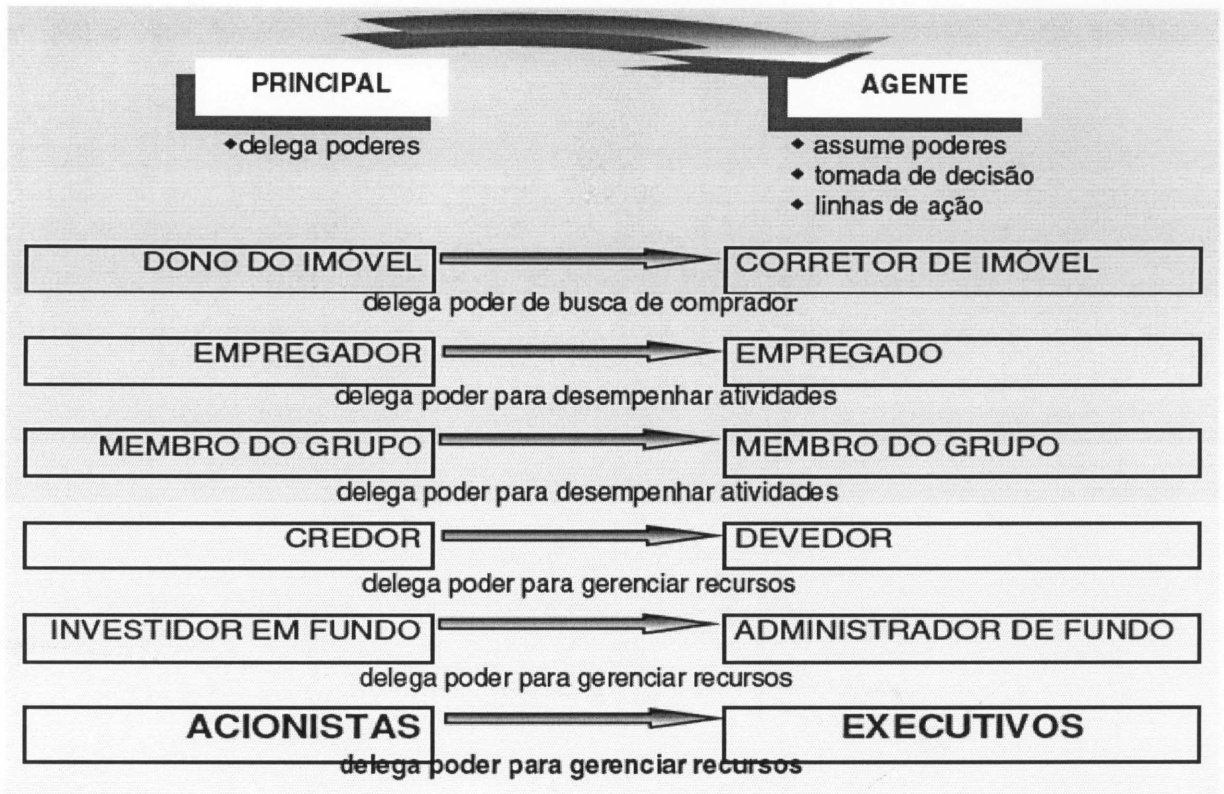 PRINCIPAL
AGENTE
◆delega poderes
◆ assume poderes
◆ tomada de decisão
◆ linhas de ação
DONO DO IMÓVEL
CORRETOR DE IMÓVEL
delega poder de busca de comprador
EMPREGADOR
EMPREGADO
delega poder para desempenhar atividades
MEMBRO DO GRUPO
MEMBRO DO GRUPO
delega poder para desempenhar atividades
CREDOR
DEVEDOR
delega poder para gerenciar recursos
INVESTIDOR EM FUNDO
ADMINISTRADOR DE FUNDO
delega poder para gerenciar recursos
ACIONISTAS
EXECUTIVOS
delega poder para gerenciar recursos